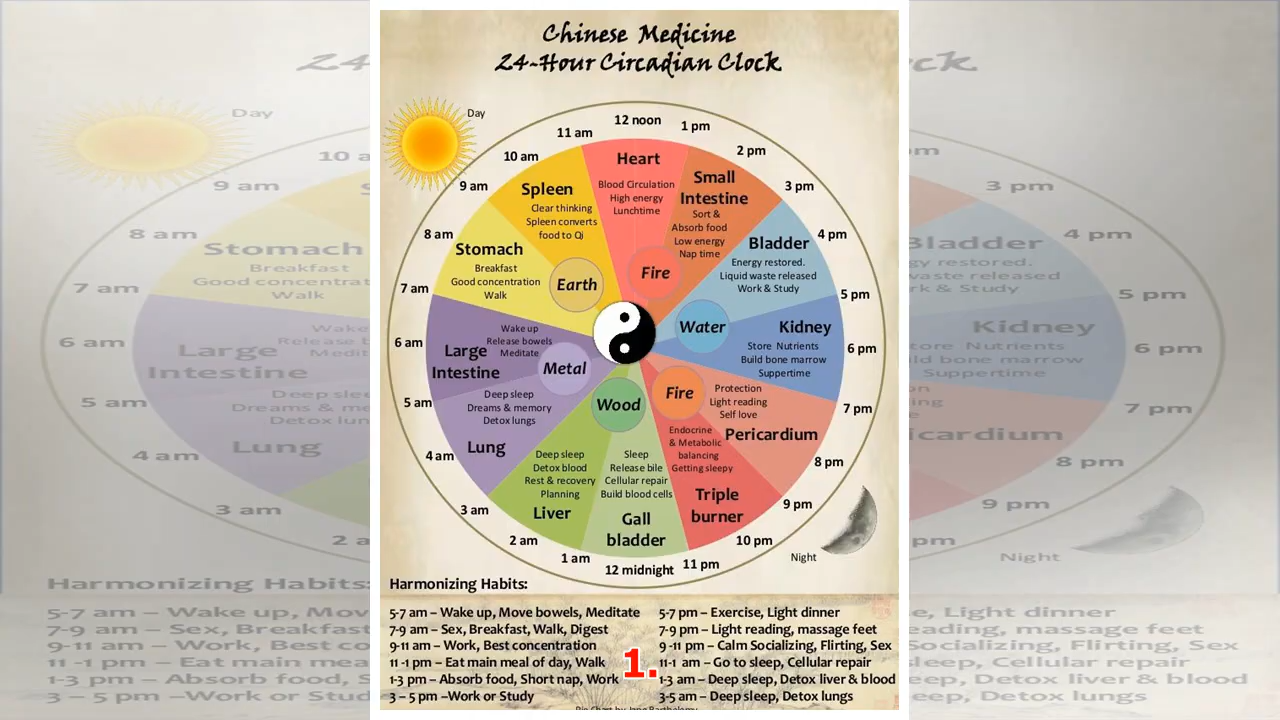 Chinese Medicine
24-Hour Circadian Clock
Day
12 noon
11 am
1 pm
10 am
2 pm
9 am
3 pm
8 am
4 pm
7 am
5 pm
6 am
6 pm
5 am
7 pm
4 am
8 pm
3 am
9 pm
2 am
10 pm
1 am
11 pm
12 midnight
Night
Heart
Blood Circulation
High energy
Lunchtime
Small
Intestine
Sort &
Absorb food
Low energy
Nap time
Fire
Bladder
Energy restored.
Liquid waste released
Work & Study
Water
Kidney
Store Nutrients
Build bone marrow
Suppertime
Protection
Light reading
Self love
Pericardium
Fire
Endocrine
& Metabolic
balancing
Getting sleepy
Triple
burner
Sleep
Release bile
Cellular repair
Build blood cells
Gall
bladder
Wood
Deep sleep
Detox blood
Rest & recovery
Planning
Liver
Deep sleep
Dreams & memory
Detox lungs
Lung
Metal
Wake up
Release bowels
Meditate
Large
Intestine
Stomach
Breakfast
Good concentration
Walk
Earth
Spleen
Clear thinking
Spleen converts
food to Qi
Harmonizing Habits:
5-7 am – Wake up, Move bowels, Meditate
7-9 am – Sex, Breakfast, Walk, Digest
9-11 am – Work, Best concentration
11 -1 pm – Eat main meal of day, Walk
1-3 pm – Absorb food, Short nap, Work
3 – 5 pm –Work or Study
5-7 pm – Exercise, Light dinner
7-9 pm – Light reading, massage feet
9 -11 pm – Calm Socializing, Flirting, Sex
11-1 am – Go to sleep, Cellular repair
1-3 am – Deep sleep, Detox liver & blood
3-5 am – Deep sleep, Detox lungs
1.